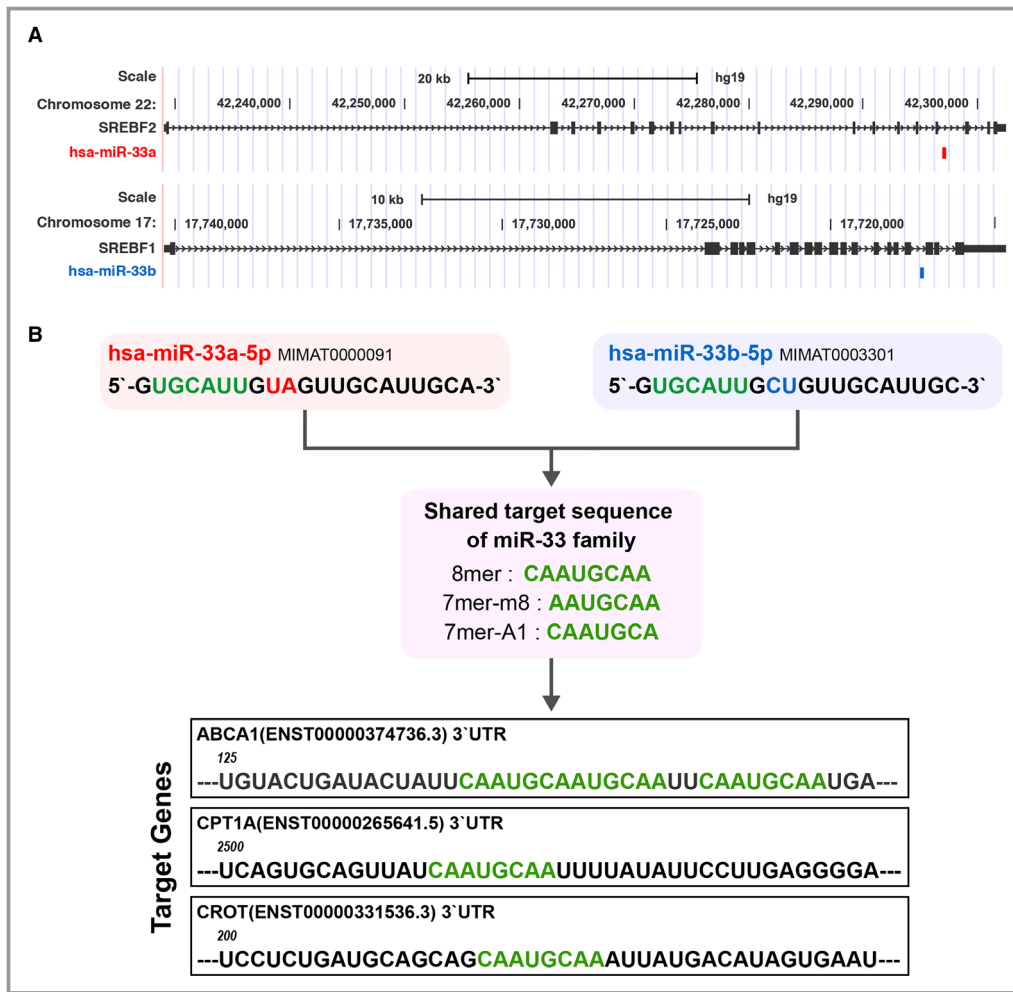 A
Scale 20 kb hg19
Chromosome 22: 42,240,000 42,250,000 42,260,000 42,270,000 42,280,000 42,290,000 42,300,000
SREBF2
hsa-miR-33a
Scale 10 kb hg19
Chromosome 17: 17,740,000 17,735,000 17,730,000 17,725,000 17,720,000
SREBF1
hsa-miR-33b
B
hsa-miR-33a-5p MIMAT0000091
5`-GUGCAUUGUAGUUGCAUUGCA-3`
hsa-miR-33b-5p MIMAT0003301
5`-GUGCAUUGCUGUUGCAUUGC-3`
Shared target sequence
of miR-33 family
8mer : CAAUGCAA
7mer-m8 : AAUGCAA
7mer-A1 : CAAUGCA
Target Genes
ABCA1(ENST00000374736.3) 3`UTR
125
---UGUACUGAUACUAUUCAAUGCAAUGCAAUUCAAUGCAAUGA---
CPT1A(ENST00000265641.5) 3`UTR
2500
---UCAGUGCAGUUAUCAAUGCAAUUUUAUAUUCCUUGAGGGGA---
CROT(ENST00000331536.3) 3`UTR
200
---UCCUCUGAUGCAGCAGCAAUGCAAAUUAUGACAUAGUGAAU---